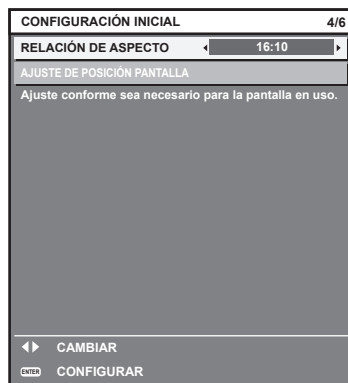 CONFIGURACIÓN INICIAL 4/6
RELACIÓN DE ASPECTO 16:10
AJUSTE DE POSICIÓN PANTALLA
Ajuste conforme sea necesario para la pantalla en uso.
CAMBIAR
ENTER CONFIGURAR